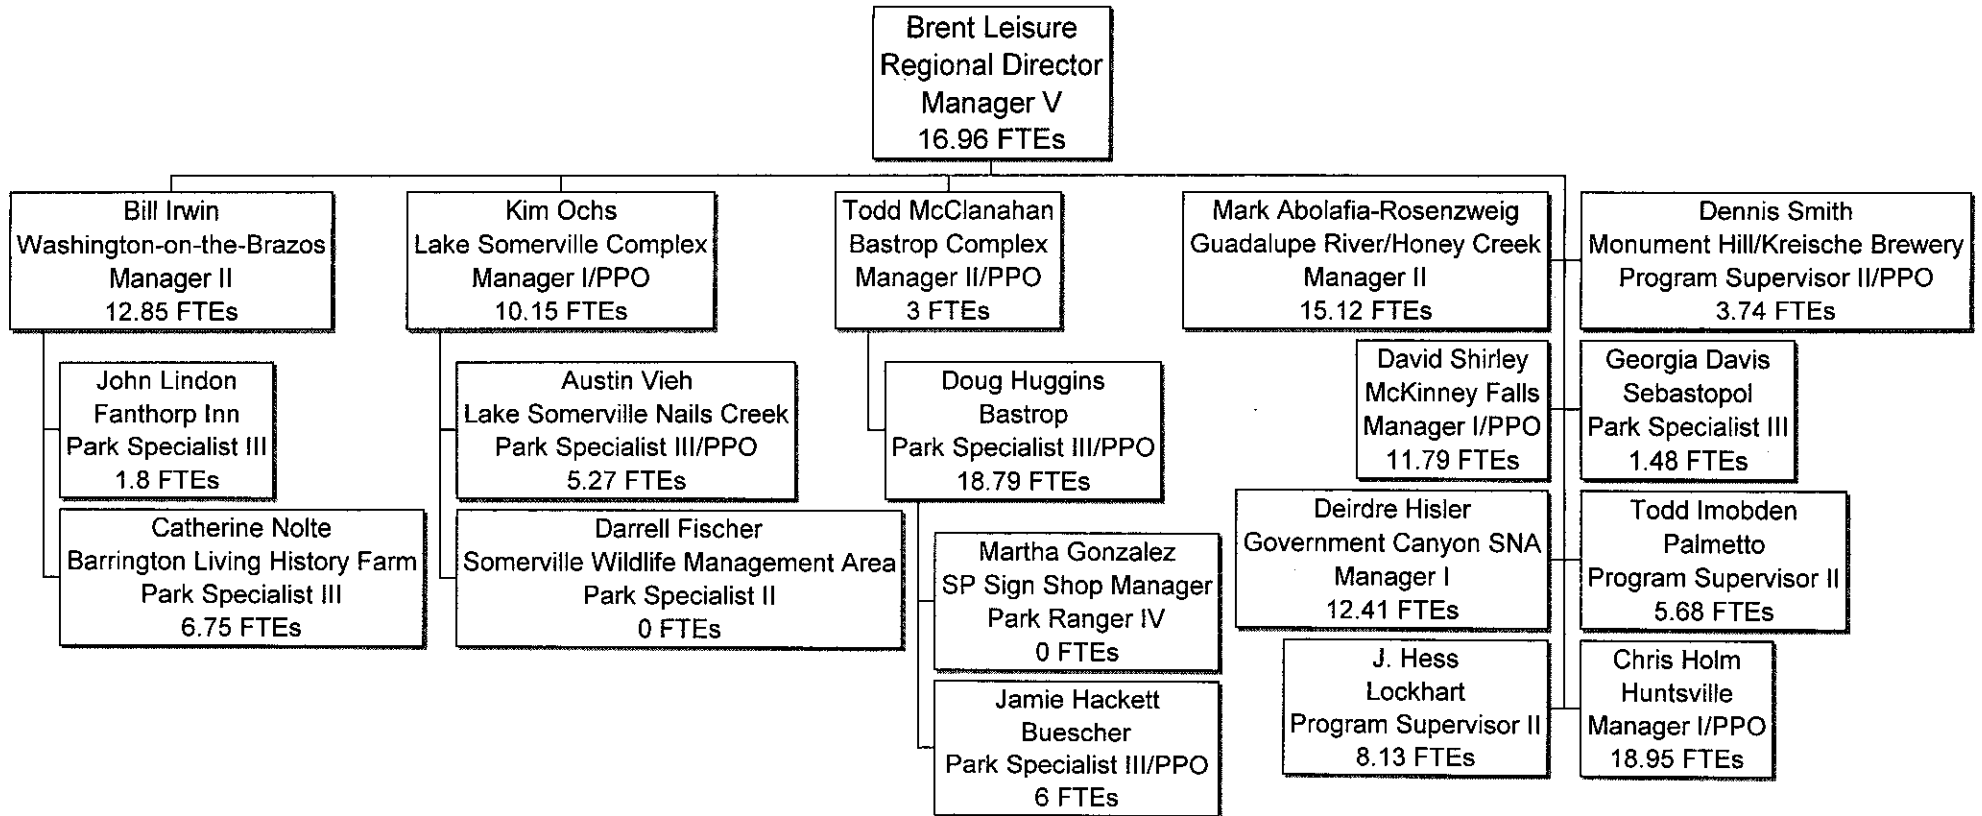 Brent Leisure
Regional Director
Manager V
16.96 FTEs
Bill Irwin
Washington-on-the-Brazos
Manager II
12.85 FTEs
John Lindon
Fanthorp Inn
Park Specialist III
1.8 FTEs
Catherine Nolte
Barrington Living History Farm
Park Specialist III
6.75 FTEs
Kim Ochs
Lake Somerville Complex
Manager I/PPO
10.15 FTEs
Austin Vieh
Lake Somerville Nails Creek
Park Specialist III/PPO
5.27 FTEs
Darrell Fischer
Somerville Wildlife Management Area
Park Specialist II
0 FTEs
Todd McClanahan
Bastrop Complex
Manager II/PPO
3 FTEs
Doug Huggins
Bastrop
Park Specialist III/PPO
18.79 FTEs
Martha Gonzalez
SP Sign Shop Manager
Park Ranger IV
0 FTEs
Jamie Hackett
Buescher
Park Specialist III/PPO
6 FTEs
Mark Abolafia-Rosenzweig
Guadalupe River/Honey Creek
Manager II
15.12 FTEs
Dennis Smith
Monument Hill/Kreische Brewery
Program Supervisor II/PPO
3.74 FTEs
David Shirley
McKinney Falls
Manager I/PPO
11.79 FTEs
Georgia Davis
Sebastopol
Park Specialist III
1.48 FTEs
Deirdre Hisler
Government Canyon SNA
Manager I
12.41 FTEs
Todd Imobden
Palmetto
Program Supervisor II
5.68 FTEs
J. Hess
Lockhart
Program Supervisor II
8.13 FTEs
Chris Holm
Huntsville
Manager I/PPO
18.95 FTEs